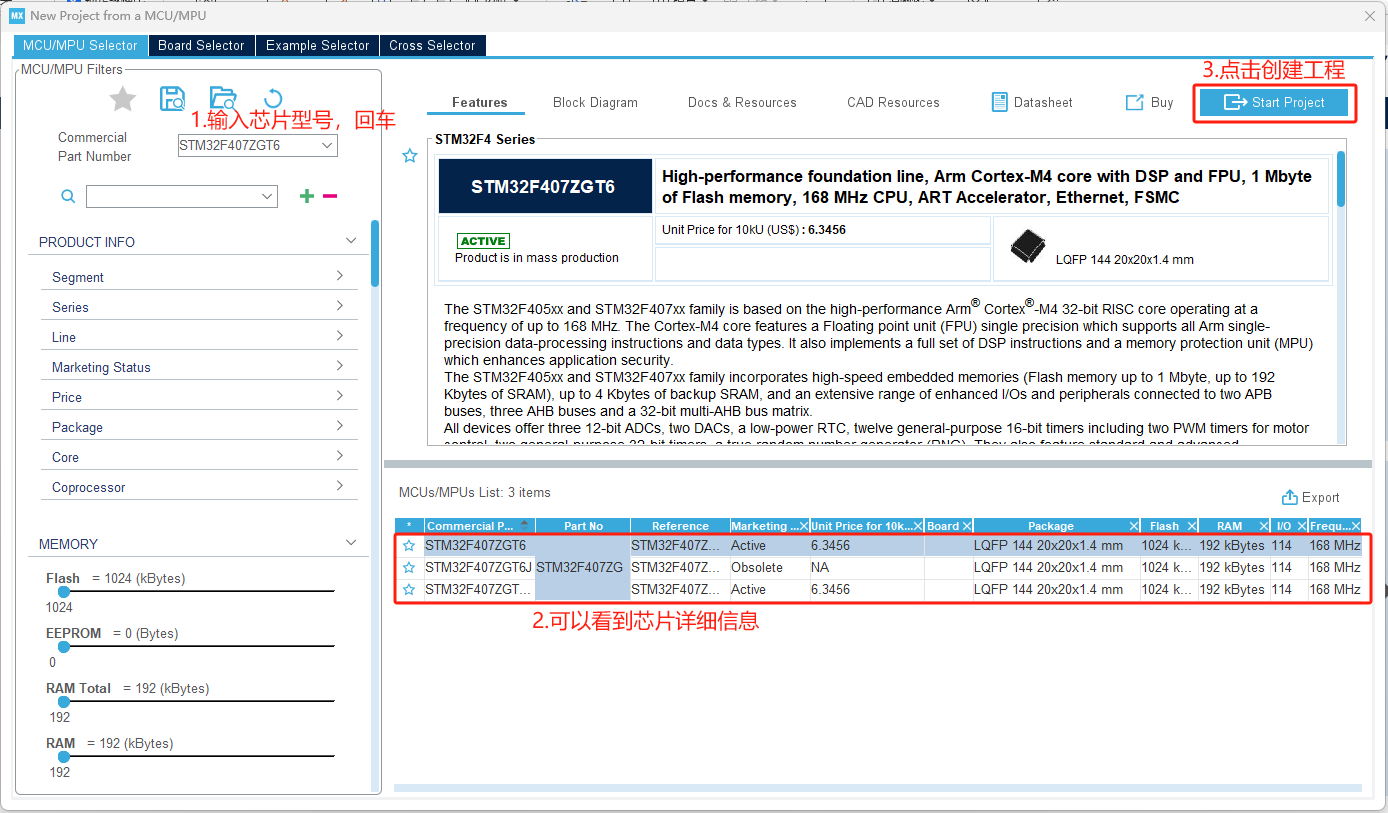 New Project from a MCU/MPU
MCU/MPU Selector Board Selector Example Selector Cross Selector
MCU/MPU Filters
1.输入芯片型号，回车
Commercial
Part Number
STM32F407ZGT6
PRODUCT INFO
Segment
Series
Line
Marketing Status
Price
Package
Core
Coprocessor
MEMORY
Flash = 1024 (kBytes)
1024
EEPROM = 0 (Bytes)
0
RAM Total = 192 (kBytes)
192
RAM = 192 (kBytes)
192
3.点击创建工程
Features Block Diagram Docs & Resources CAD Resources Datasheet Buy Start Project
STM32F4 Series
STM32F407ZGT6
High-performance foundation line, Arm Cortex-M4 core with DSP and FPU, 1 Mbyte
of Flash memory, 168 MHz CPU, ART Accelerator, Ethernet, FSMC
ACTIVE
Product is in mass production
Unit Price for 10kU (US$) : 6.3456
LQFP 144 20x20x1.4 mm
The STM32F405xx and STM32F407xx family is based on the high-performance Arm® Cortex®-M4 32-bit RISC core operating at a
frequency of up to 168 MHz. The Cortex-M4 core features a Floating point unit (FPU) single precision which supports all Arm single-
precision data-processing instructions and data types. It also implements a full set of DSP instructions and a memory protection unit (MPU)
which enhances application security.
The STM32F405xx and STM32F407xx family incorporates high-speed embedded memories (Flash memory up to 1 Mbyte, up to 192
Kbytes of SRAM), up to 4 Kbytes of backup SRAM, and an extensive range of enhanced I/Os and peripherals connected to two APB
buses, three AHB buses and a 32-bit multi-AHB bus matrix.
All devices offer three 12-bit ADCs, two DACs, a low-power RTC, twelve general-purpose 16-bit timers including two PWM timers for motor
control, two general-purpose 32-bit timers, a true random number generator (RNG). They also feature standard and advanced
MCUs/MPUs List: 3 items
Export
* Commercial P... Part No Reference Marketing ... Unit Price for 10k... Board Package Flash RAM I/O Frequ...
STM32F407ZGT6 STM32F407Z... Active 6.3456 LQFP 144 20x20x1.4 mm 1024 k... 192 kBytes 114 168 MHz
STM32F407ZGT6J STM32F407ZG STM32F407Z... Obsolete NA LQFP 144 20x20x1.4 mm 1024 k... 192 kBytes 114 168 MHz
STM32F407ZGT... STM32F407Z... Active 6.3456 LQFP 144 20x20x1.4 mm 1024 k... 192 kBytes 114 168 MHz
2.可以看到芯片详细信息